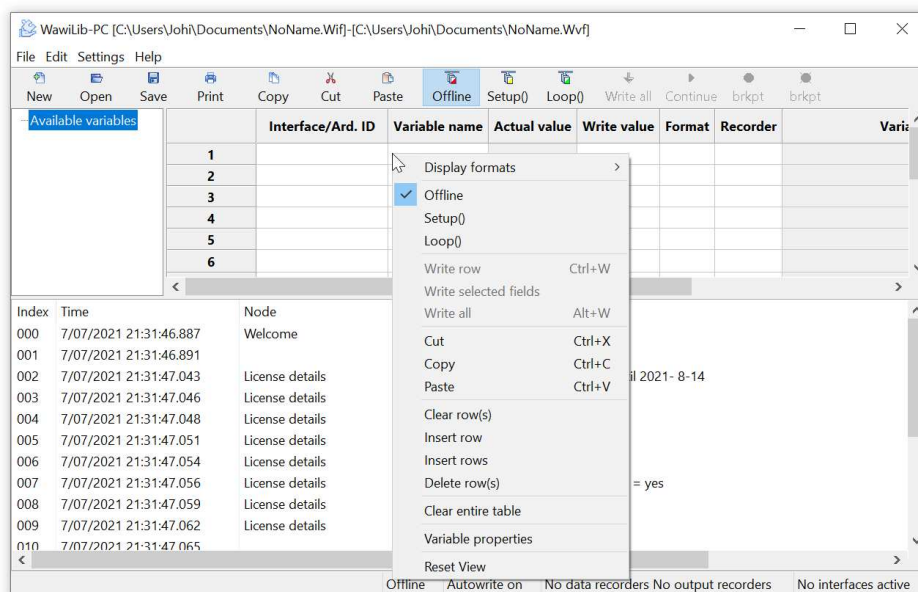 WawiLib-PC [C:\Users\Johi\Documents\NoName.Wif]-[C:\Users\Johi\Documents\NoName.Wvf]
File Edit Settings Help
New Open Save Print Copy Cut Paste Offline Setup() Loop() Write all Continue brkpt brkpt
Available variables
Interface/Ard. ID Variable name Actual value Write value Format Recorder Varia
1
2
3
4
5
6
Display formats
Offline
Setup()
Loop()
Write row Ctrl+W
Write selected fields
Write all Alt+W
Cut Ctrl+X
Copy Ctrl+C
Paste Ctrl+V
Clear row(s)
Insert row
Insert rows
Delete row(s)
Clear entire table
Variable properties
Reset View
Index Time Node
000 7/07/2021 21:31:46.887 Welcome
001 7/07/2021 21:31:46.891
002 7/07/2021 21:31:47.043 License details il 2021- 8-14
003 7/07/2021 21:31:47.046 License details
004 7/07/2021 21:31:47.048 License details
005 7/07/2021 21:31:47.051 License details
006 7/07/2021 21:31:47.054 License details
007 7/07/2021 21:31:47.056 License details = yes
008 7/07/2021 21:31:47.059 License details
009 7/07/2021 21:31:47.062 License details
010 7/07/2021 21:31:47.065
Offline Autowrite on No data recorders No output recorders No interfaces active